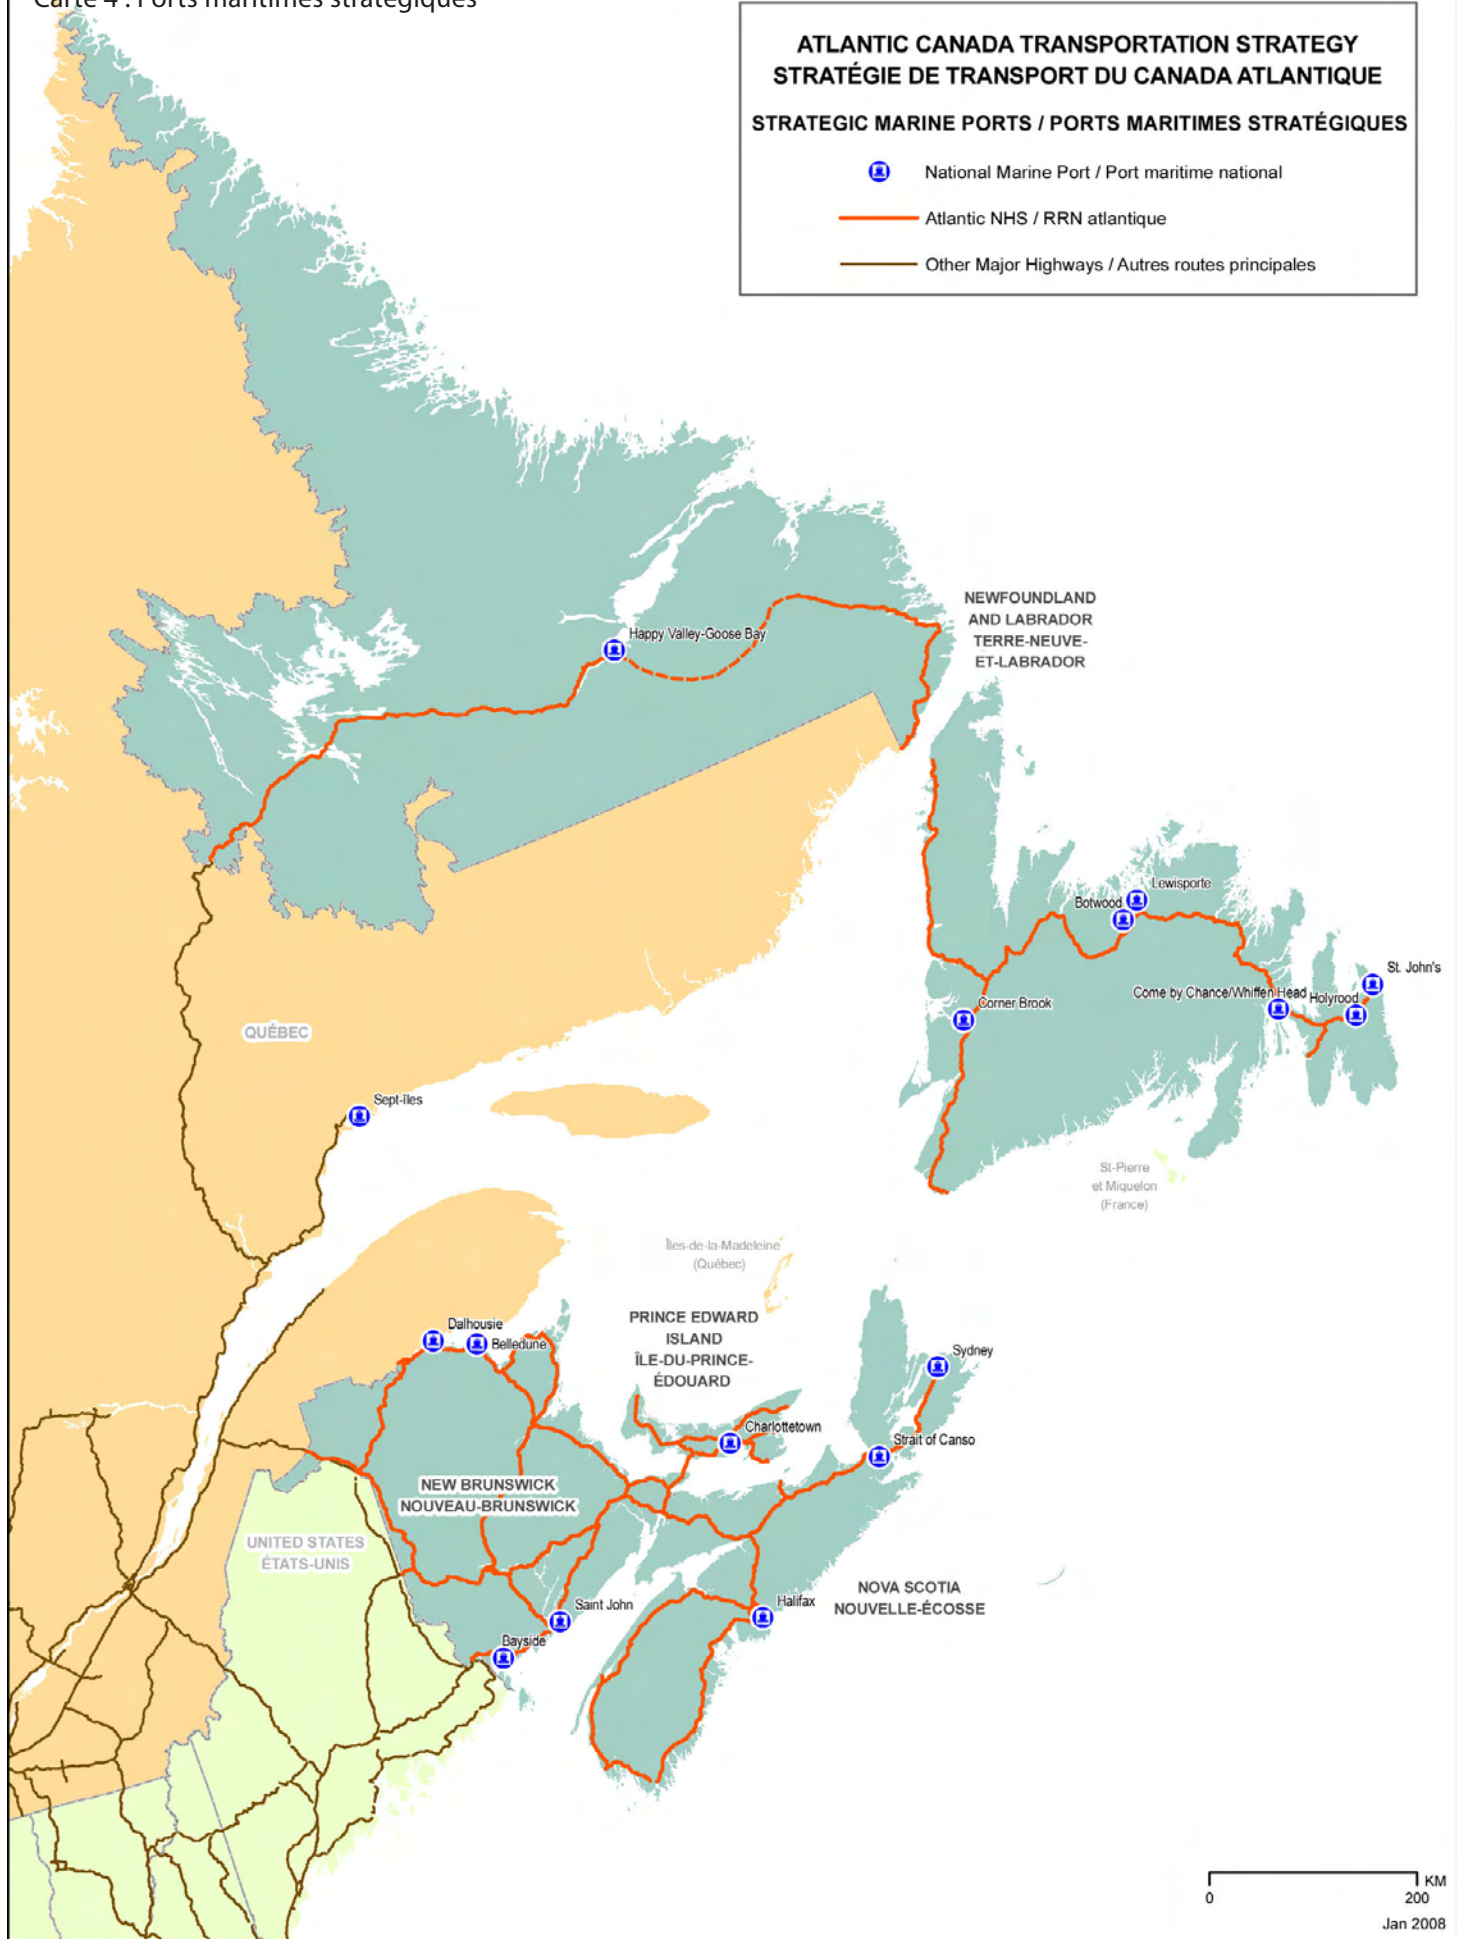 Carte 4 : Ports maritimes stratégiques
ATLANTIC CANADA TRANSPORTATION STRATEGY
STRATÉGIE DE TRANSPORT DU CANADA ATLANTIQUE
STRATEGIC MARINE PORTS / PORTS MARITIMES STRATÉGIQUES
National Marine Port / Port maritime national
Atlantic NHS / RRN atlantique
Other Major Highways / Autres routes principales
NEWFOUNDLAND
AND LABRADOR
TERRE-NEUVE-
ET-LABRADOR
Happy Valley-Goose Bay
Lewisporte
Botwood
St. John's
Come by Chance/Whiffen Head
Holyrood
Corner Brook
QUÉBEC
Sept-îles
St-Pierre
et Miquelon
(France)
Îles-de-la-Madeleine
(Québec)
PRINCE EDWARD
ISLAND
ÎLE-DU-PRINCE-
ÉDOUARD
Dalhousie
Belledune
Sydney
Charlottetown
Strait of Canso
NEW BRUNSWICK
NOUVEAU-BRUNSWICK
UNITED STATES
ÉTATS-UNIS
NOVA SCOTIA
NOUVELLE-ÉCOSSE
Halifax
Saint John
Bayside
KM
0 200
Jan 2008